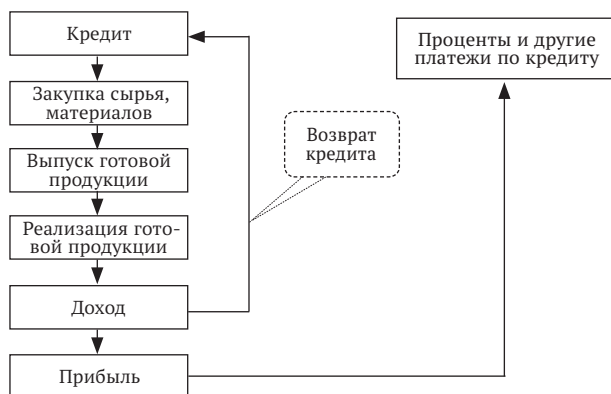 Кредит
Проценты и другие
платежи по кредиту
Закупка сырья,
материалов
Возврат
кредита
Выпуск готовой
продукции
Реализация гото-
вой продукции
Доход
Прибыль